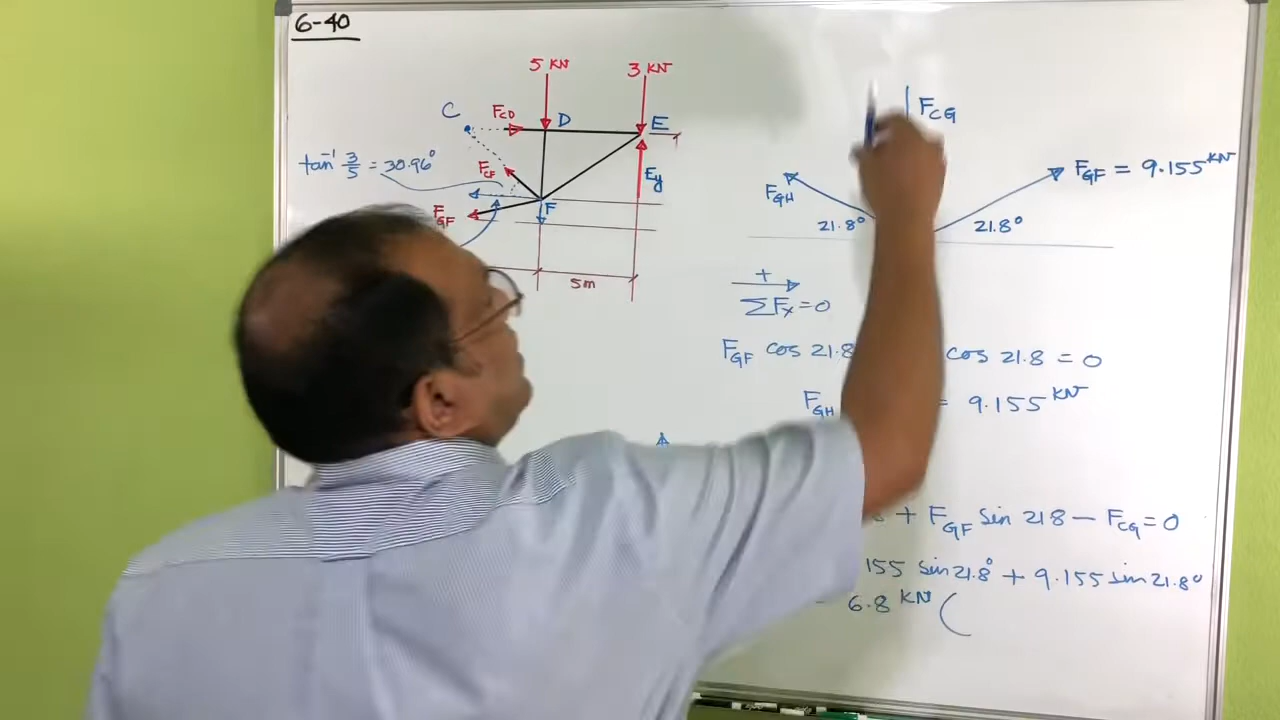 6-40
5 KN
3 KN
C
F_CD
D
E
tan⁻¹ 3/5 = 30.96°
F_CF
E_y
F_GF
F
5m
F_CG
F_GH
F_GF = 9.155 KN
21.8°
21.8°
+
ΣFx=0
F_GF cos 21.8 cos 21.8 = 0
F_GH = 9.155 KN
+ F_GF sin 21.8 − F_CG = 0
155 sin 21.8° + 9.155 sin 21.8°
6.8 KN (